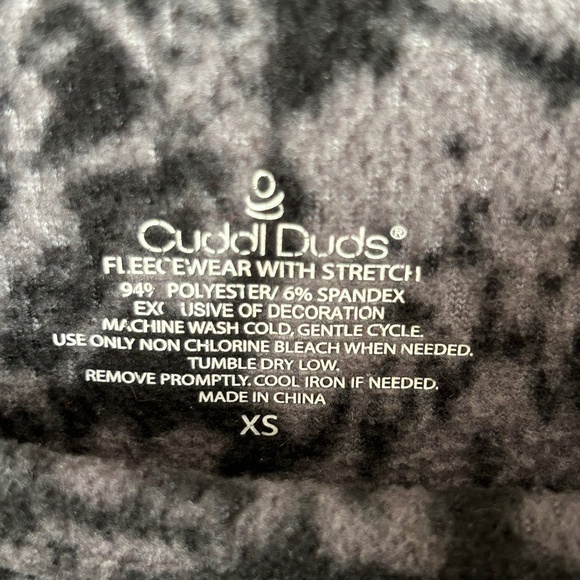 Cuddl Duds®
FLEECEWEAR WITH STRETCH
94% POLYESTER/ 6% SPANDEX
EXCLUSIVE OF DECORATION
MACHINE WASH COLD, GENTLE CYCLE.
USE ONLY NON CHLORINE BLEACH WHEN NEEDED.
TUMBLE DRY LOW.
REMOVE PROMPTLY. COOL IRON IF NEEDED.
MADE IN CHINA
XS